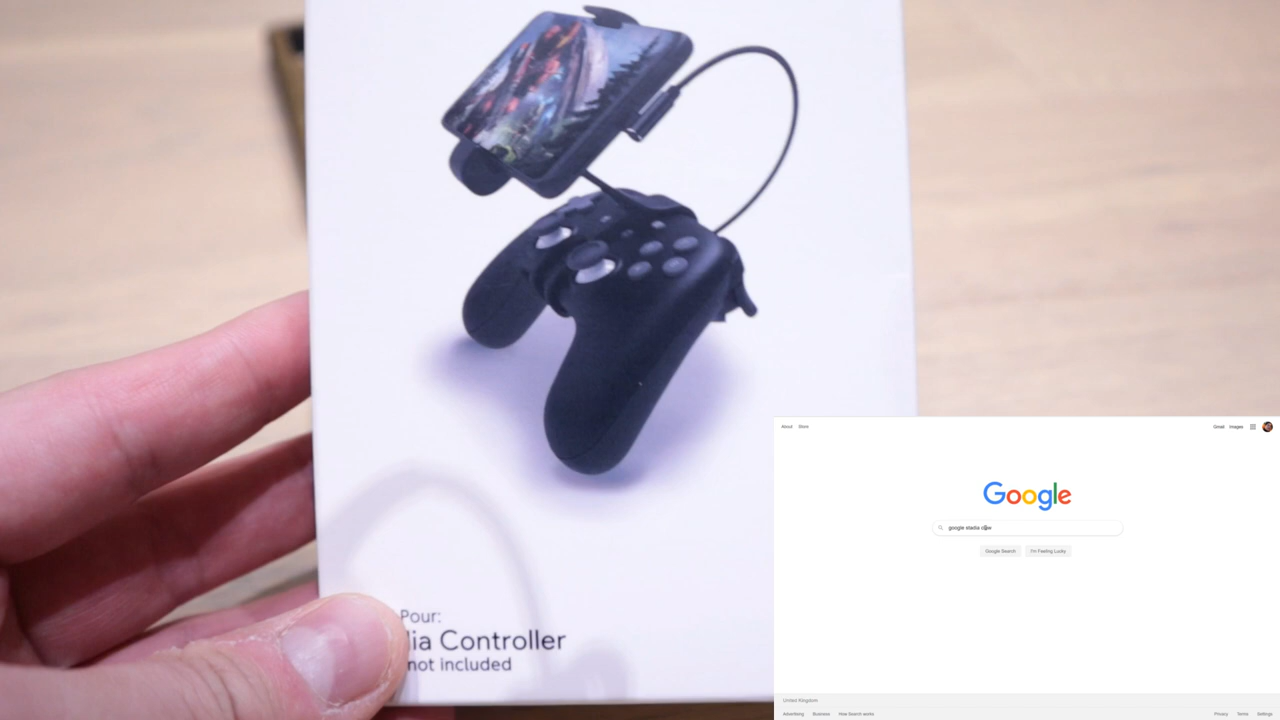 Pour:
lia Controller
not included
About Store
Gmail Images
Google
google stadia claw
Google Search I'm Feeling Lucky
United Kingdom
Advertising Business How Search works
Privacy Terms Settings